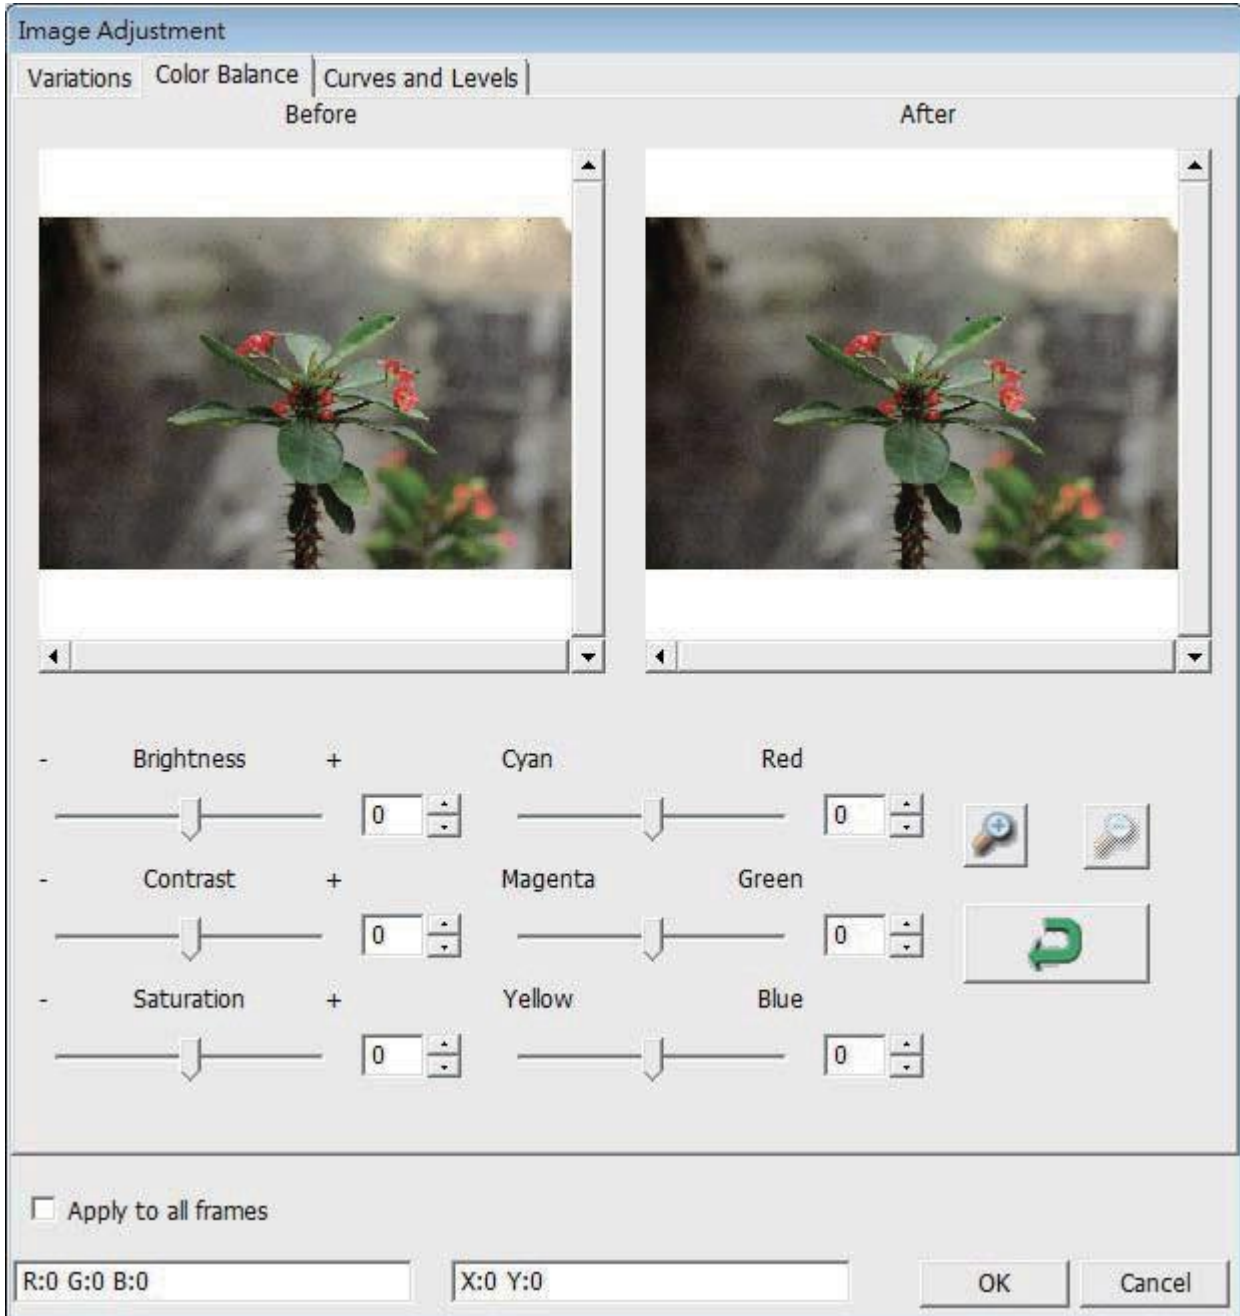 Image Adjustment
Variations Color Balance Curves and Levels
Before After
- Brightness + Cyan Red
0 0
- Contrast + Magenta Green
0 0
- Saturation + Yellow Blue
0 0
Apply to all frames
R:0 G:0 B:0 X:0 Y:0 OK Cancel